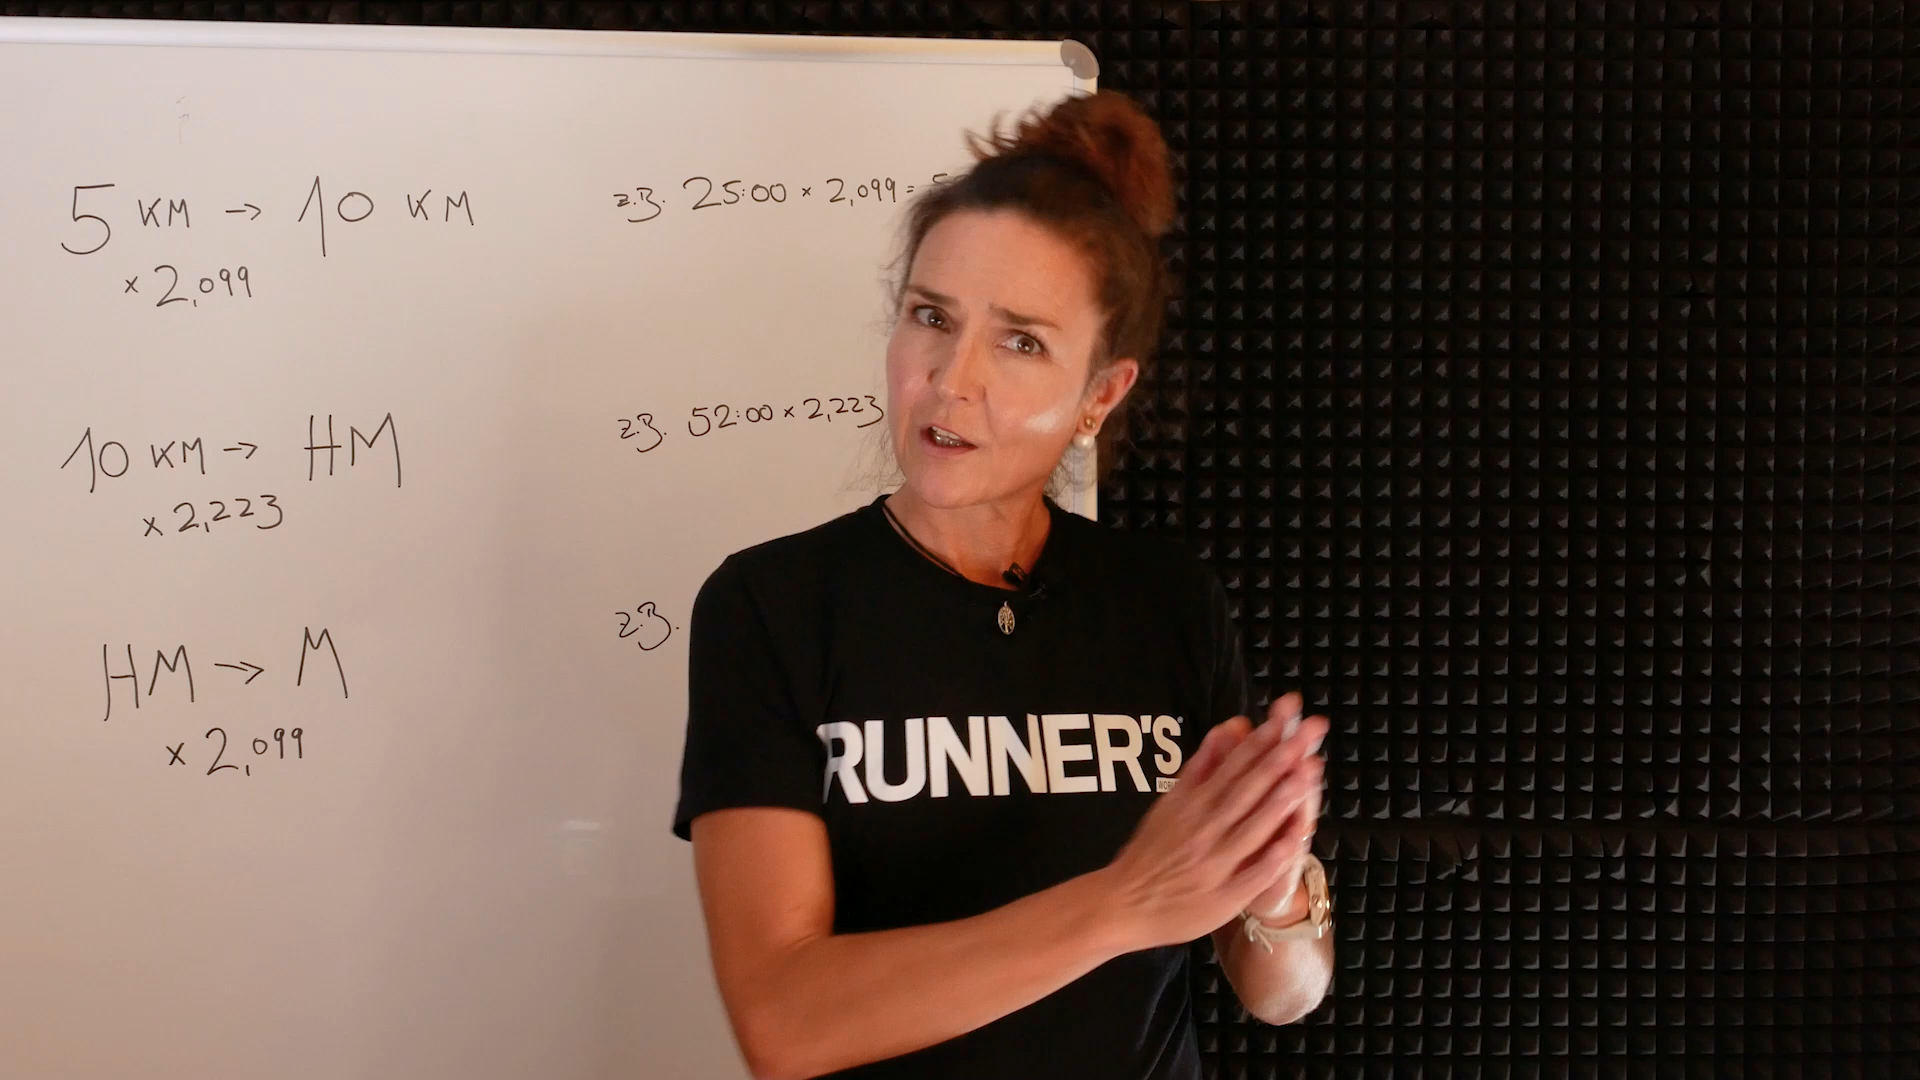 5 KM → 10 KM
× 2,099
z.B. 25:00 × 2,099 = 5
10 KM → HM
× 2,223
z.B. 52:00 × 2,223
HM → M
× 2,099
z.B.
RUNNER'S